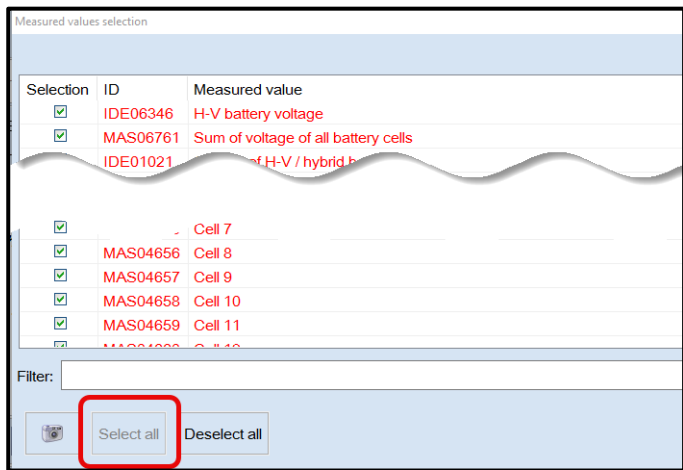 Measured values selection
Selection ID Measured value
IDE06346 H-V battery voltage
MAS06761 Sum of voltage of all battery cells
IDE01021 of H-V / hybrid
Cell 7
MAS04656 Cell 8
MAS04657 Cell 9
MAS04658 Cell 10
MAS04659 Cell 11
Filter:
Select all Deselect all